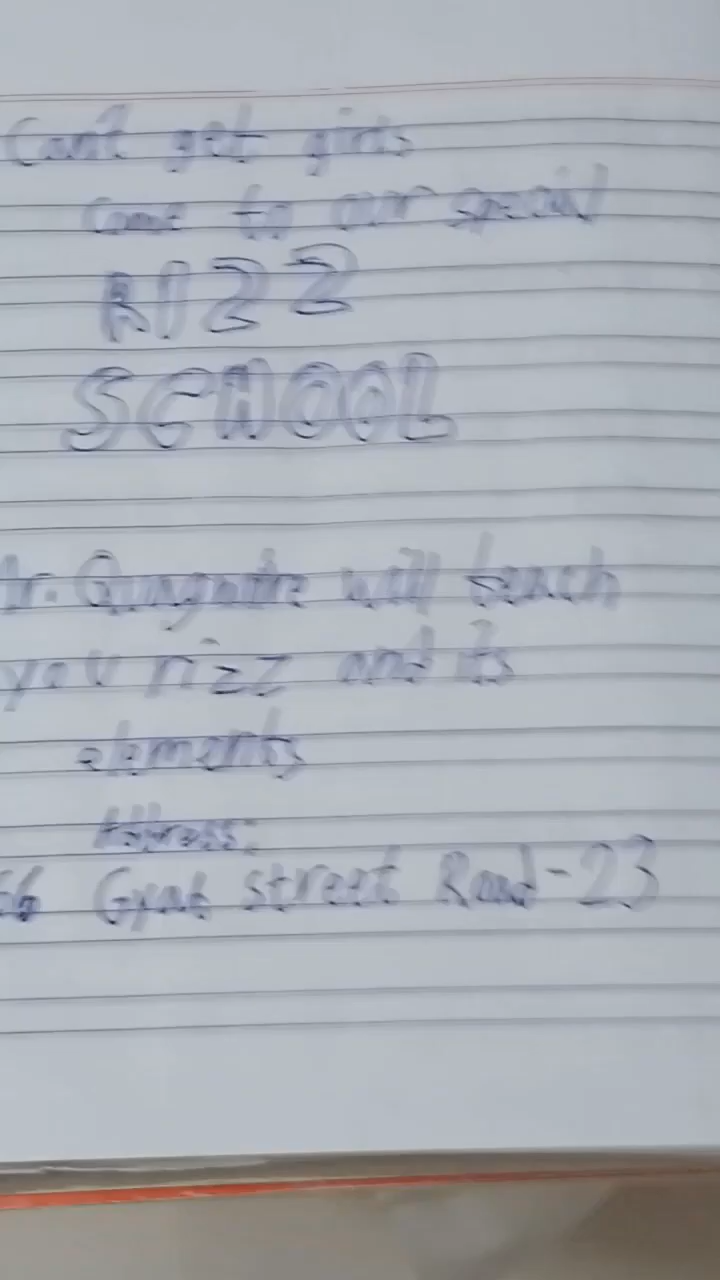 Can't get girls
Come to our special
RIZZ
SCHOOL
will teach
you rizz and its
elements
Address:
Gyat street Road-23